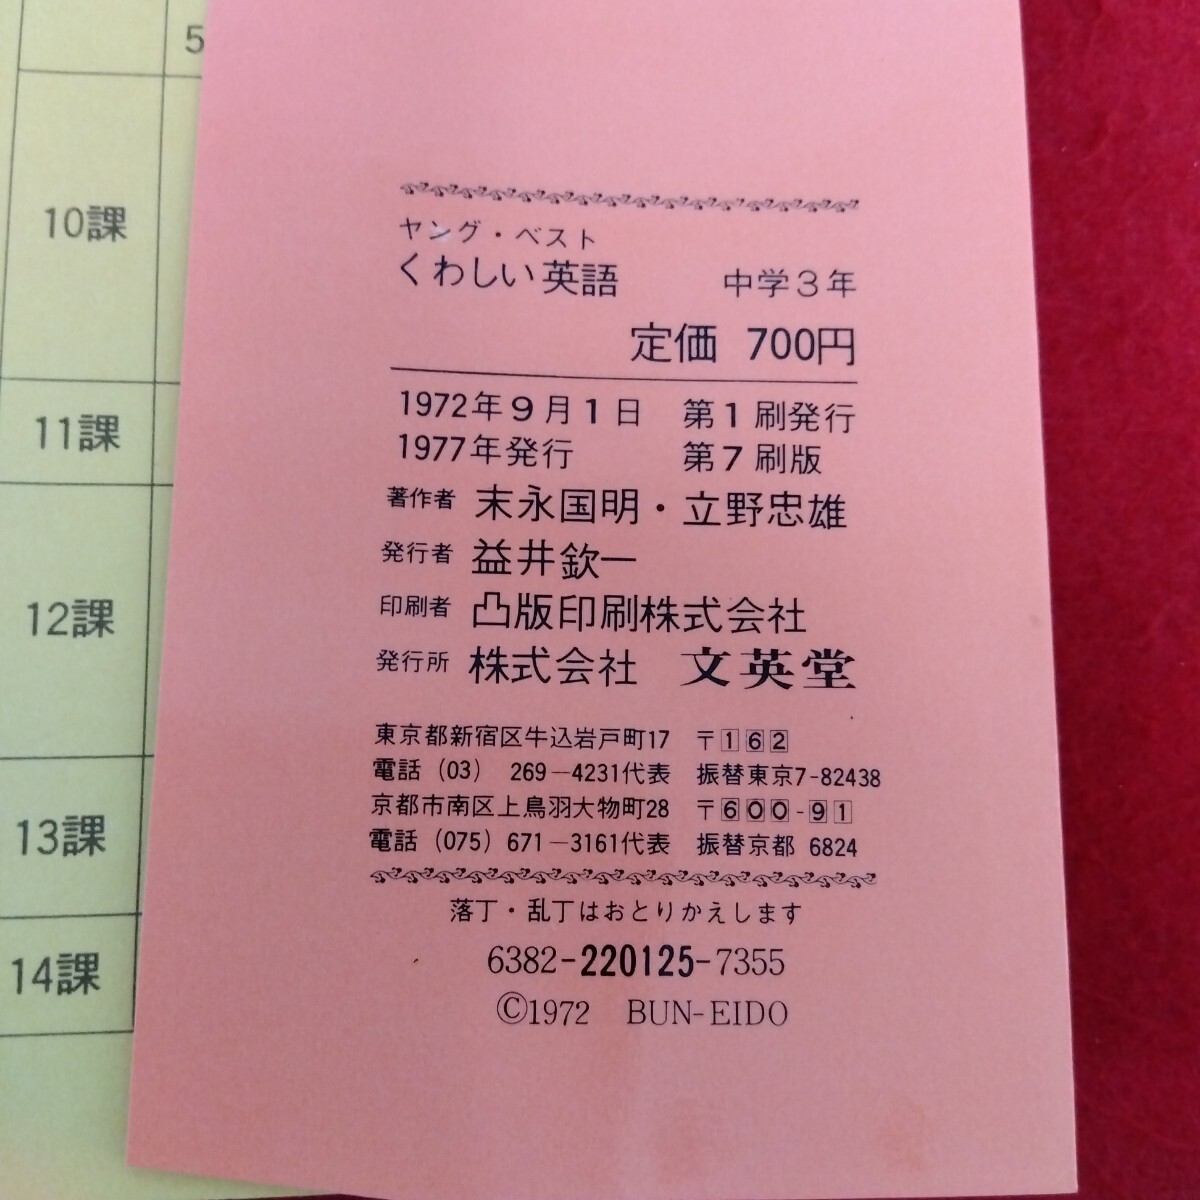 5
10課
11課
12課
13課
14課
ヤング・ベスト
くわしい英語 中学3年
定価 700円
1972年9月1日 第1刷発行
1977年発行 第7刷版
著作者 末永国明・立野忠雄
発行者 益井欽一
印刷者 凸版印刷株式会社
発行所 株式会社 文英堂
東京都新宿区牛込岩戸町17 〒162
電話 (03) 269-4231代表 振替東京7-82438
京都市南区上鳥羽大物町28 〒600-91
電話 (075) 671-3161代表 振替京都 6824
落丁・乱丁はおとりかえします
6382-220125-7355
©1972 BUN-EIDO